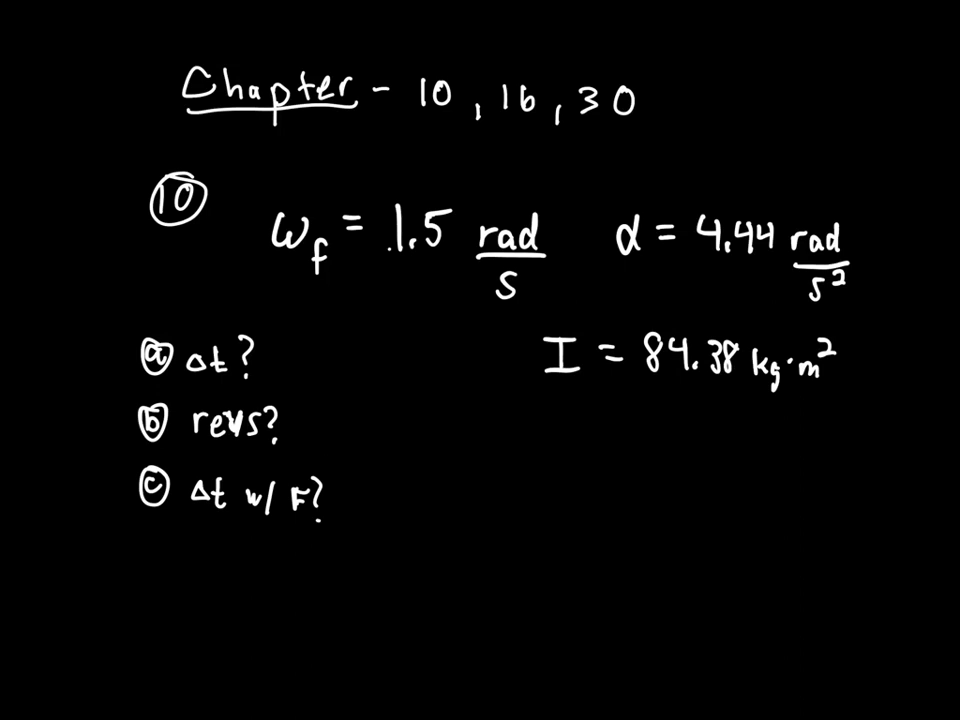 Chapter - 10, 16, 30
10
ω_f = 1.5 rad/s α = 4.44 rad/s²
a Δt?
I = 84.38 kg·m²
b revs?
c Δt w/ F?